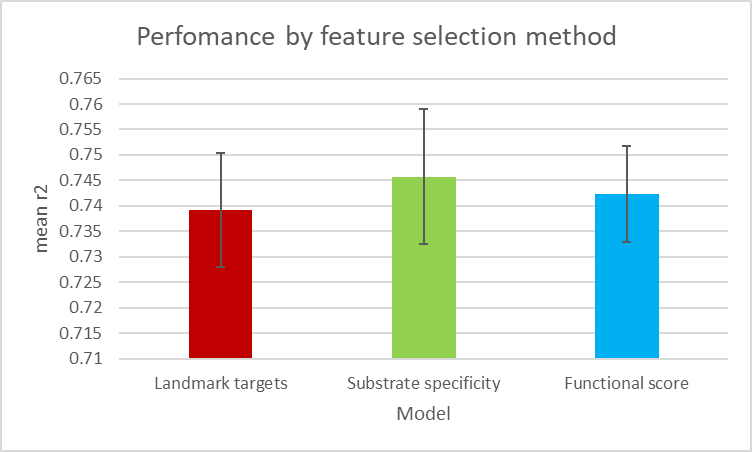 Perfomance by feature selection method
0.765
0.76
0.755
0.75
0.745
0.74
0.735
0.73
0.725
0.72
0.715
0.71
mean r2
Landmark targets
Substrate specificity
Functional score
Model